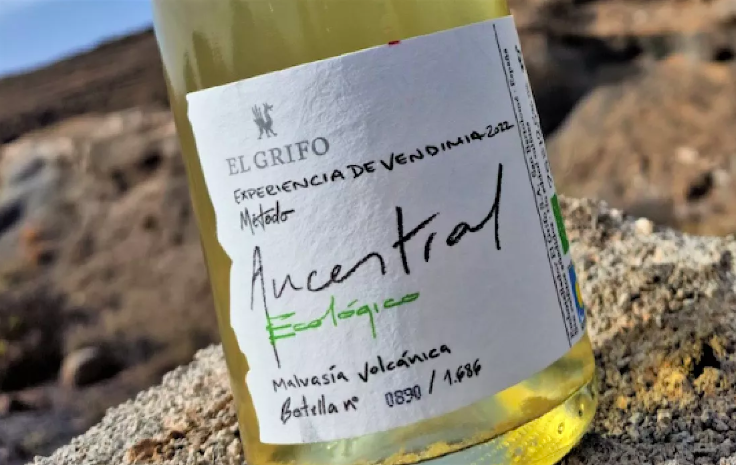 EL GRIFO
EXPERIENCIA DE VENDIMIA 2022
Método
Ancestral
Ecológico
Malvasía Volcánica
Botella nº 0890 / 1.686